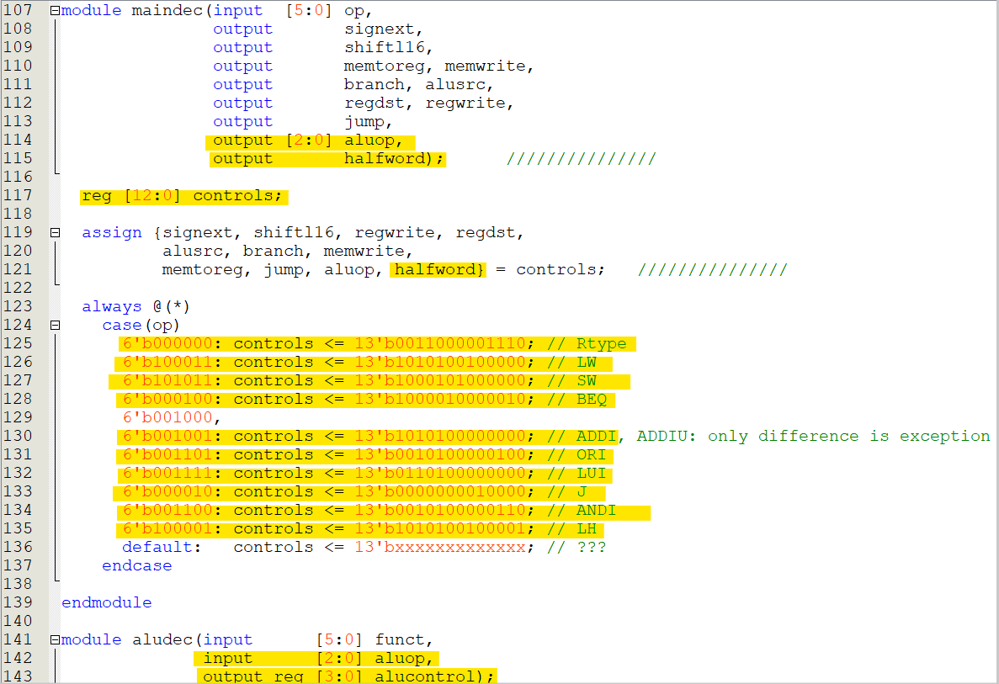 107 module maindec(input  [5:0] op,
108                output       signext,
109                output       shiftl16,
110                output       memtoreg, memwrite,
111                output       branch, alusrc,
112                output       regdst, regwrite,
113                output       jump,
114                output [2:0] aluop,
115                output       halfword);      ///////////////
116
117   reg [12:0] controls;
118
119   assign {signext, shiftl16, regwrite, regdst,
120           alusrc, branch, memwrite,
121           memtoreg, jump, aluop, halfword} = controls;   ///////////////
122
123   always @(*)
124     case(op)
125       6'b000000: controls <= 13'b0011000001110; // Rtype
126       6'b100011: controls <= 13'b1010100100000; // LW
127       6'b101011: controls <= 13'b1000101000000; // SW
128       6'b000100: controls <= 13'b1000010000010; // BEQ
129       6'b001000,
130       6'b001001: controls <= 13'b1010100000000; // ADDI, ADDIU: only difference is exception
131       6'b001101: controls <= 13'b0010100000100; // ORI
132       6'b001111: controls <= 13'b0110100000000; // LUI
133       6'b000010: controls <= 13'b0000000010000; // J
134       6'b001100: controls <= 13'b0010100000110; // ANDI
135       6'b100001: controls <= 13'b1010100100001; // LH
136       default:   controls <= 13'bxxxxxxxxxxxxx; // ???
137     endcase
138
139 endmodule
140
141 module aludec(input      [5:0] funct,
142               input      [2:0] aluop,
143               output reg [3:0] alucontrol);